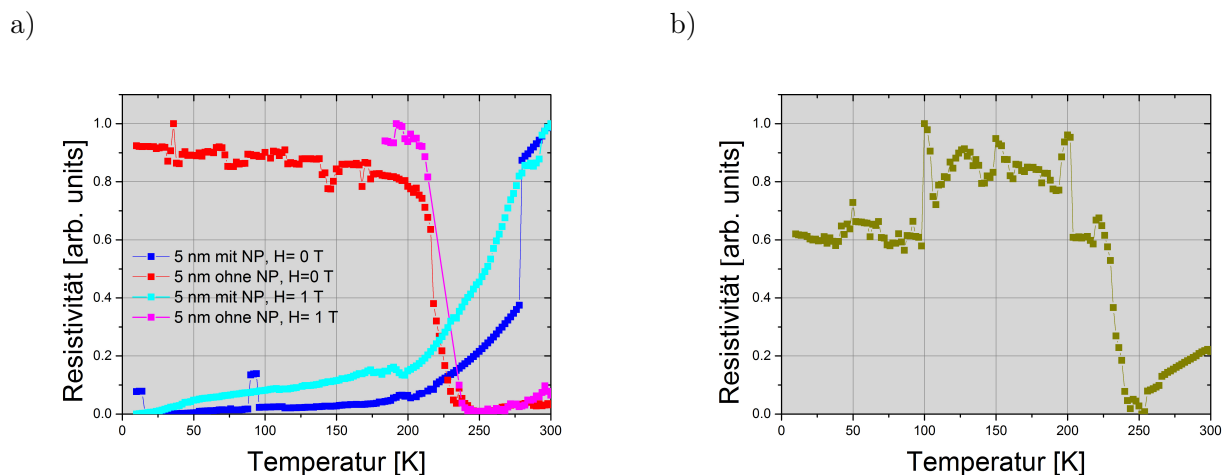 a)
b)
Resistivität [arb. units]
1.0
0.8
0.6
0.4
0.2
0.0
5 nm mit NP, H= 0 T
5 nm ohne NP, H=0 T
5 nm mit NP, H= 1 T
5 nm ohne NP, H= 1 T
0 50 100 150 200 250 300
Temperatur [K]
Resistivität [arb. units]
1.0
0.8
0.6
0.4
0.2
0.0
0 50 100 150 200 250 300
Temperatur [K]